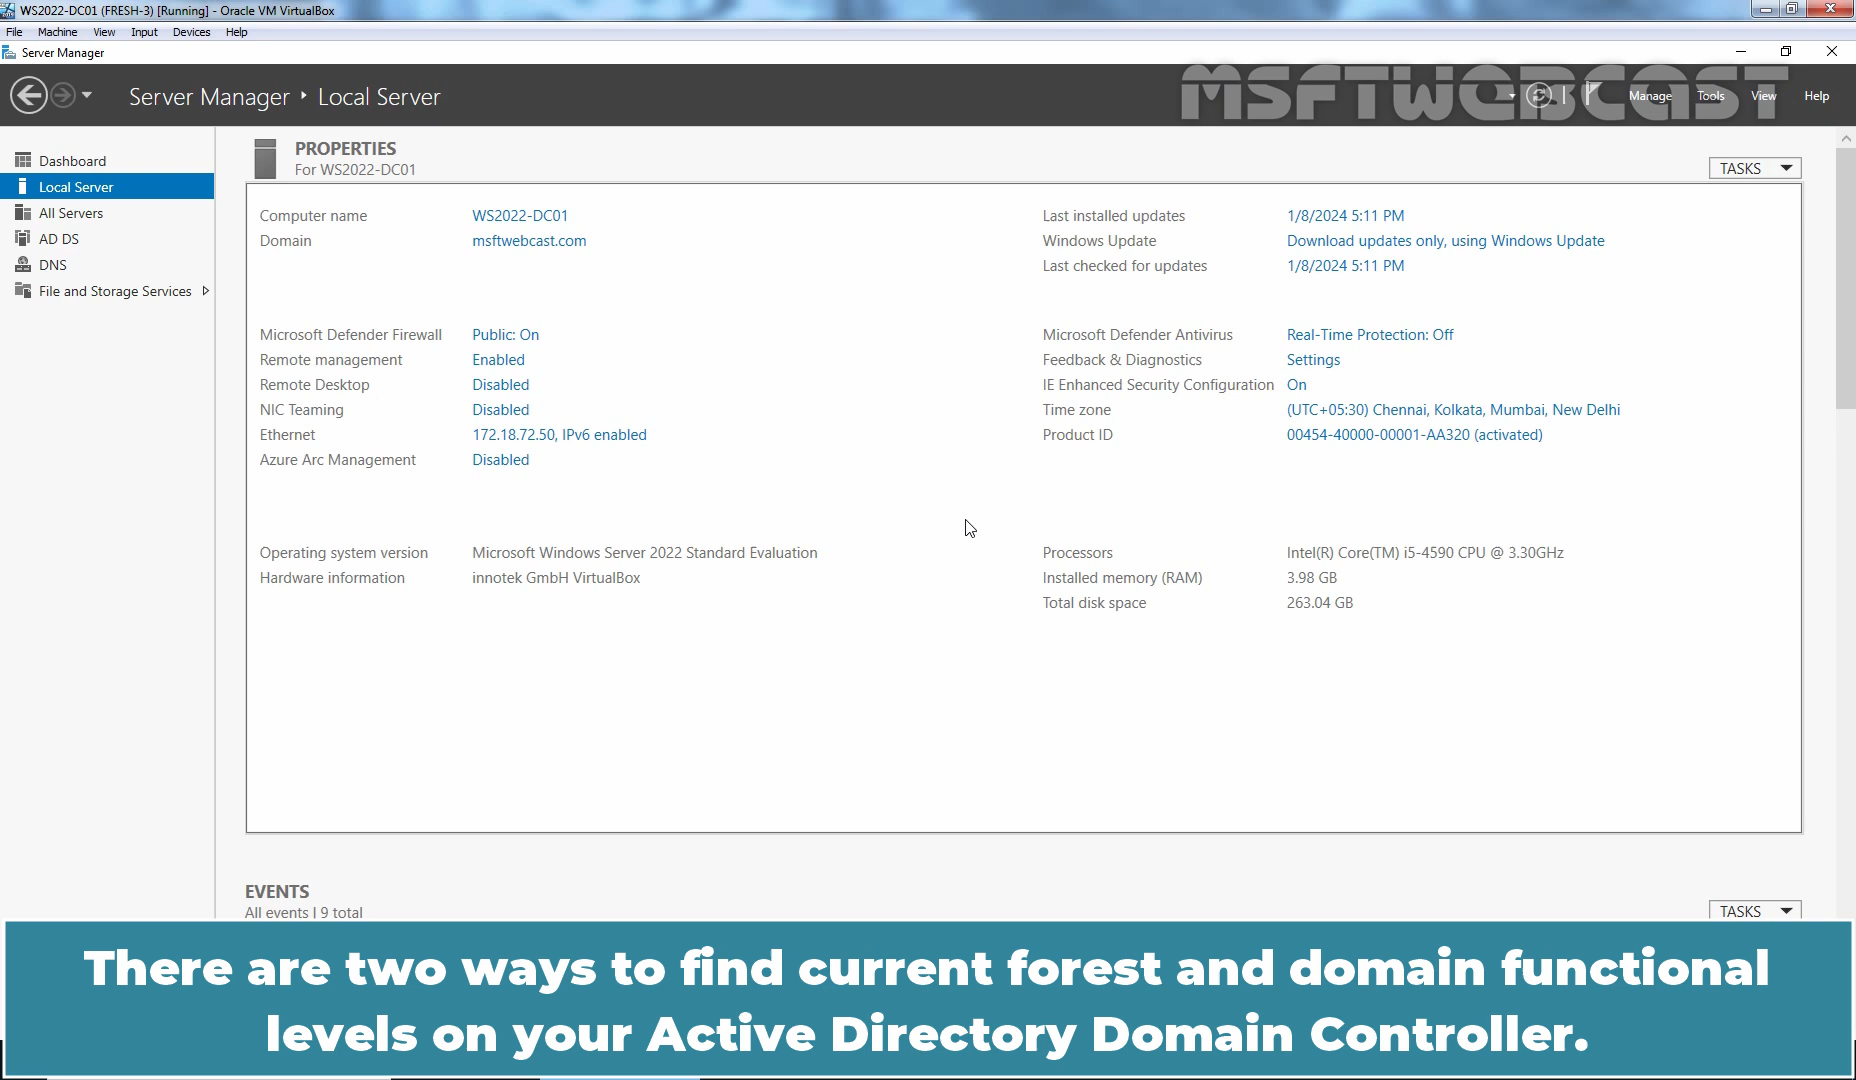 WS2022-DC01 (FRESH-3) [Running] - Oracle VM VirtualBox
File Machine View Input Devices Help
Server Manager
MSFTWEBCAST
Server Manager ‣ Local Server
Manage Tools View Help
Dashboard
Local Server
All Servers
AD DS
DNS
File and Storage Services
PROPERTIES
For WS2022-DC01
TASKS
Computer name WS2022-DC01
Domain msftwebcast.com
Last installed updates 1/8/2024 5:11 PM
Windows Update Download updates only, using Windows Update
Last checked for updates 1/8/2024 5:11 PM
Microsoft Defender Firewall Public: On
Remote management Enabled
Remote Desktop Disabled
NIC Teaming Disabled
Ethernet 172.18.72.50, IPv6 enabled
Azure Arc Management Disabled
Microsoft Defender Antivirus Real-Time Protection: Off
Feedback & Diagnostics Settings
IE Enhanced Security Configuration On
Time zone (UTC+05:30) Chennai, Kolkata, Mumbai, New Delhi
Product ID 00454-40000-00001-AA320 (activated)
Operating system version Microsoft Windows Server 2022 Standard Evaluation
Hardware information innotek GmbH VirtualBox
Processors Intel(R) Core(TM) i5-4590 CPU @ 3.30GHz
Installed memory (RAM) 3.98 GB
Total disk space 263.04 GB
EVENTS
All events | 9 total
TASKS
There are two ways to find current forest and domain functional
levels on your Active Directory Domain Controller.